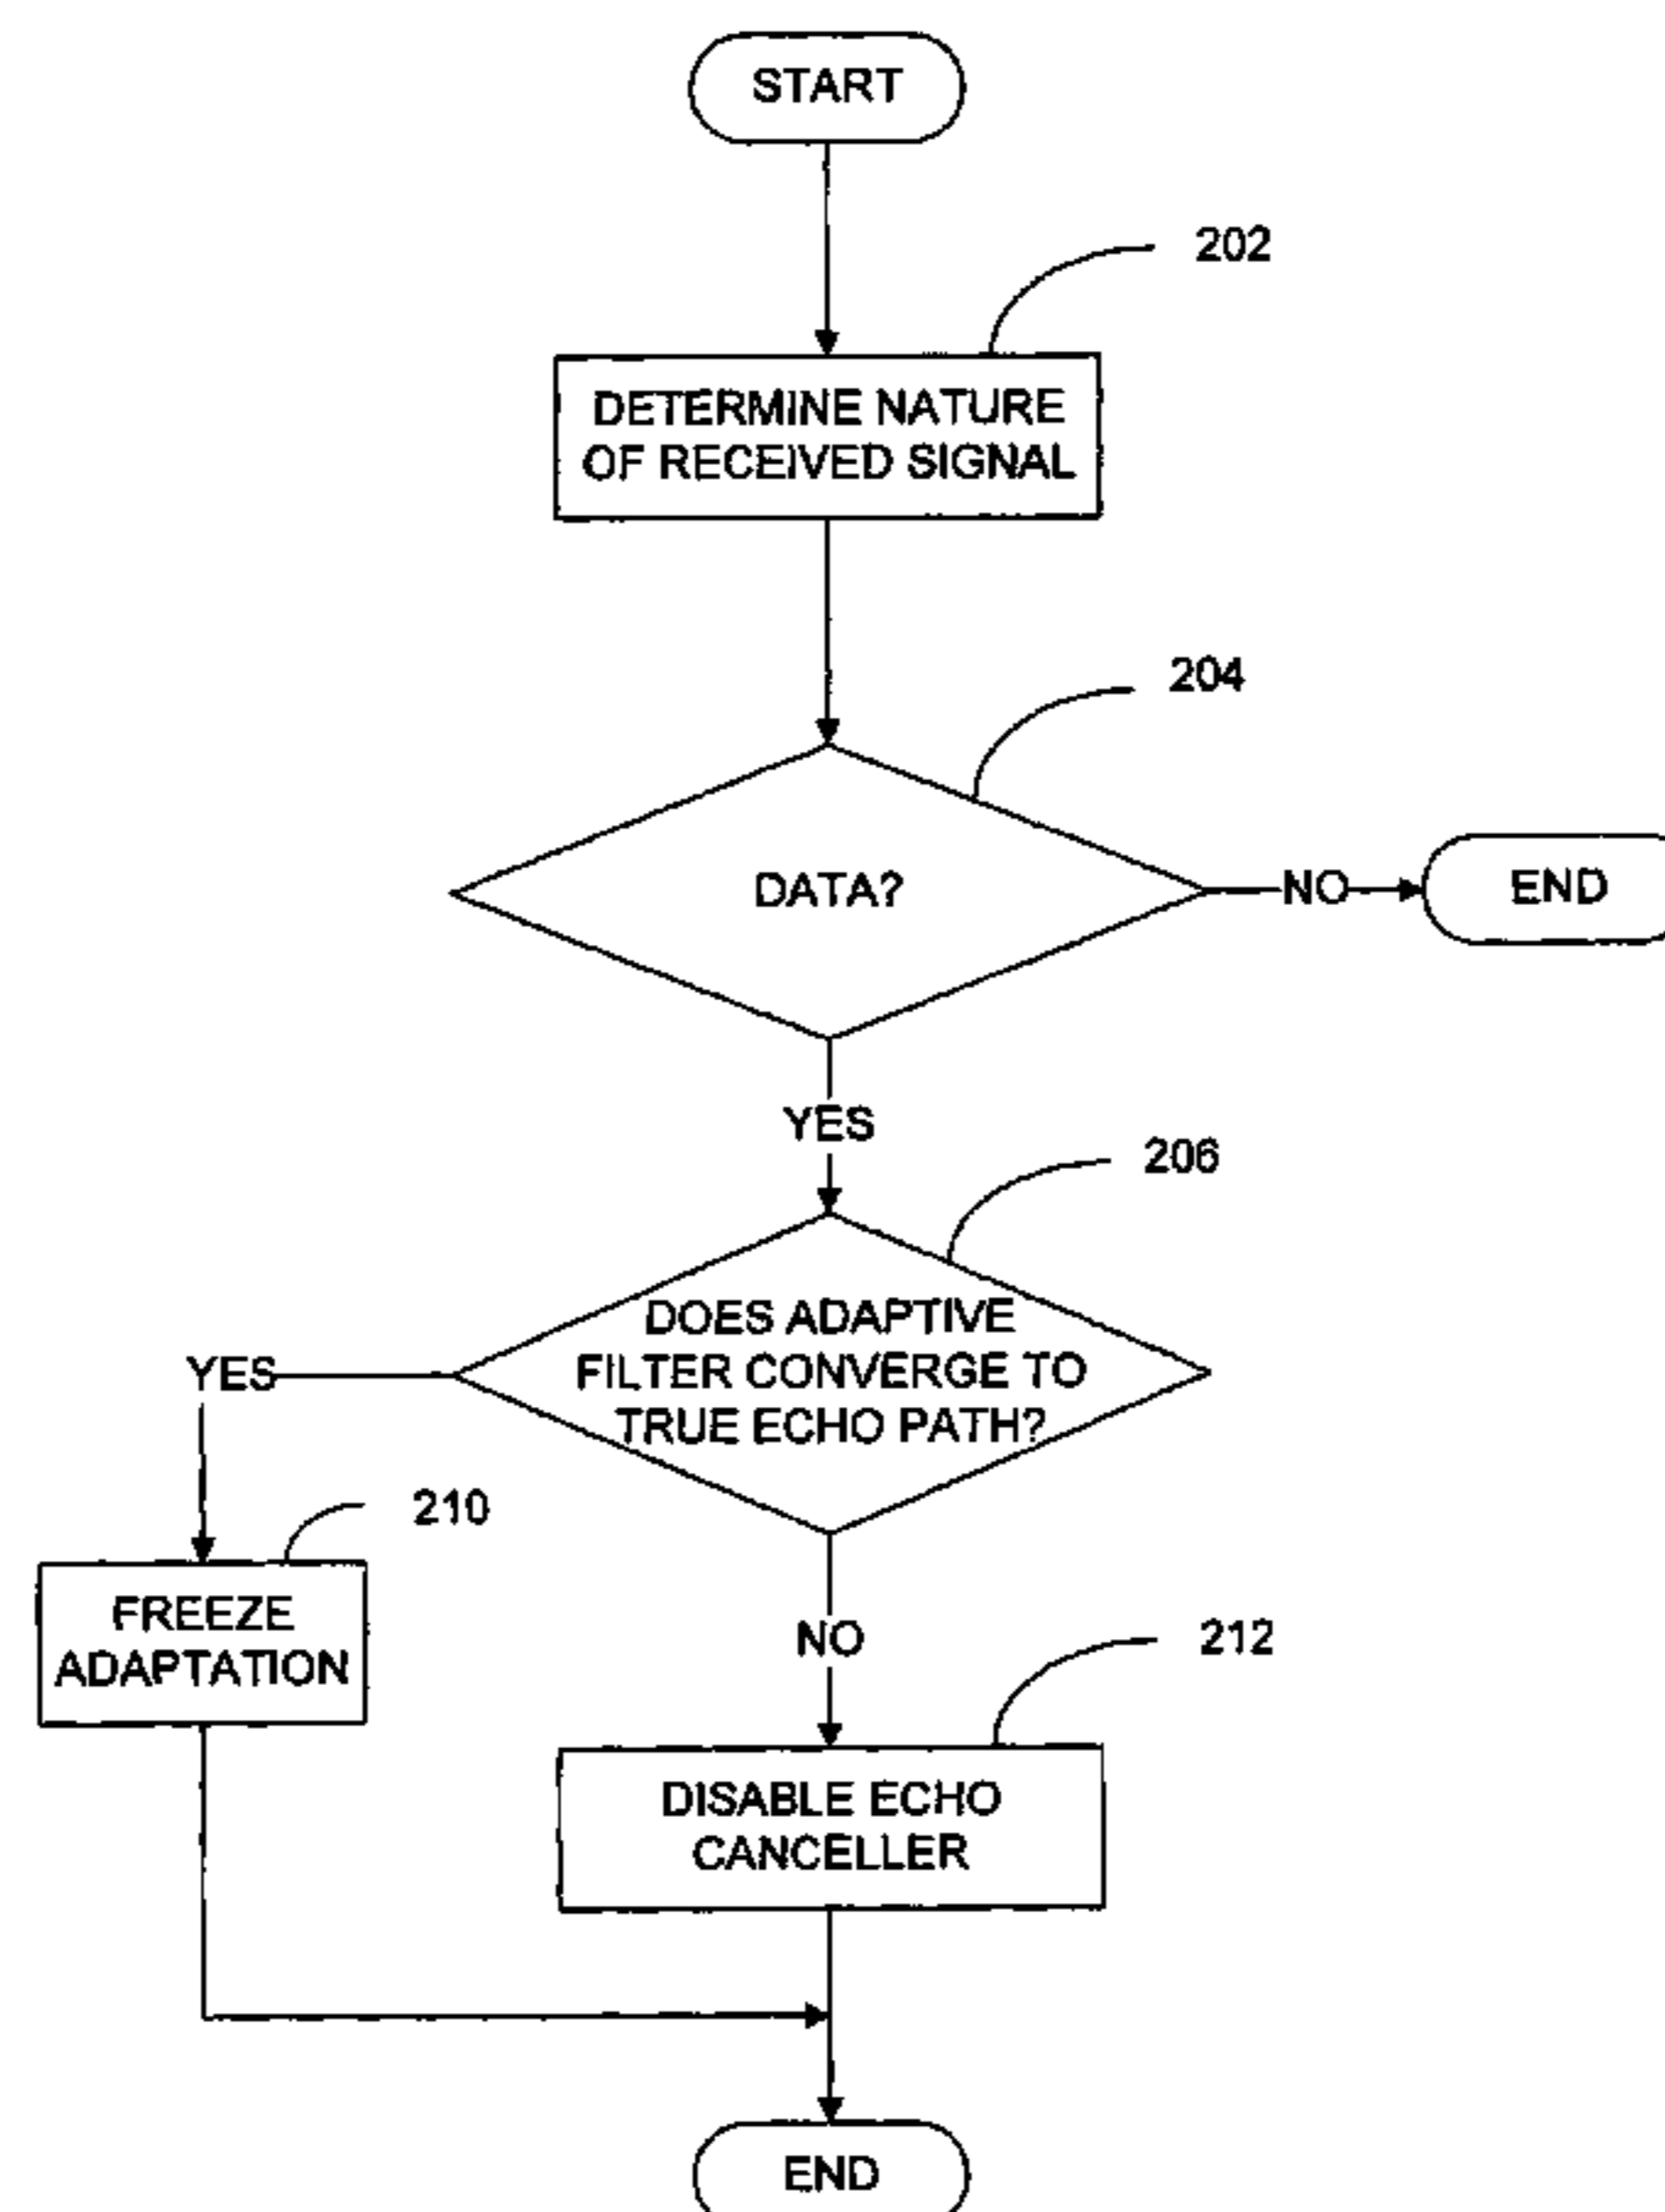 START
202
DETERMINE NATURE
OF RECEIVED SIGNAL
204
DATA?
NO
END
YES
206
DOES ADAPTIVE
FILTER CONVERGE TO
TRUE ECHO PATH?
YES
210
FREEZE
ADAPTATION
NO
212
DISABLE ECHO
CANCELLER
END